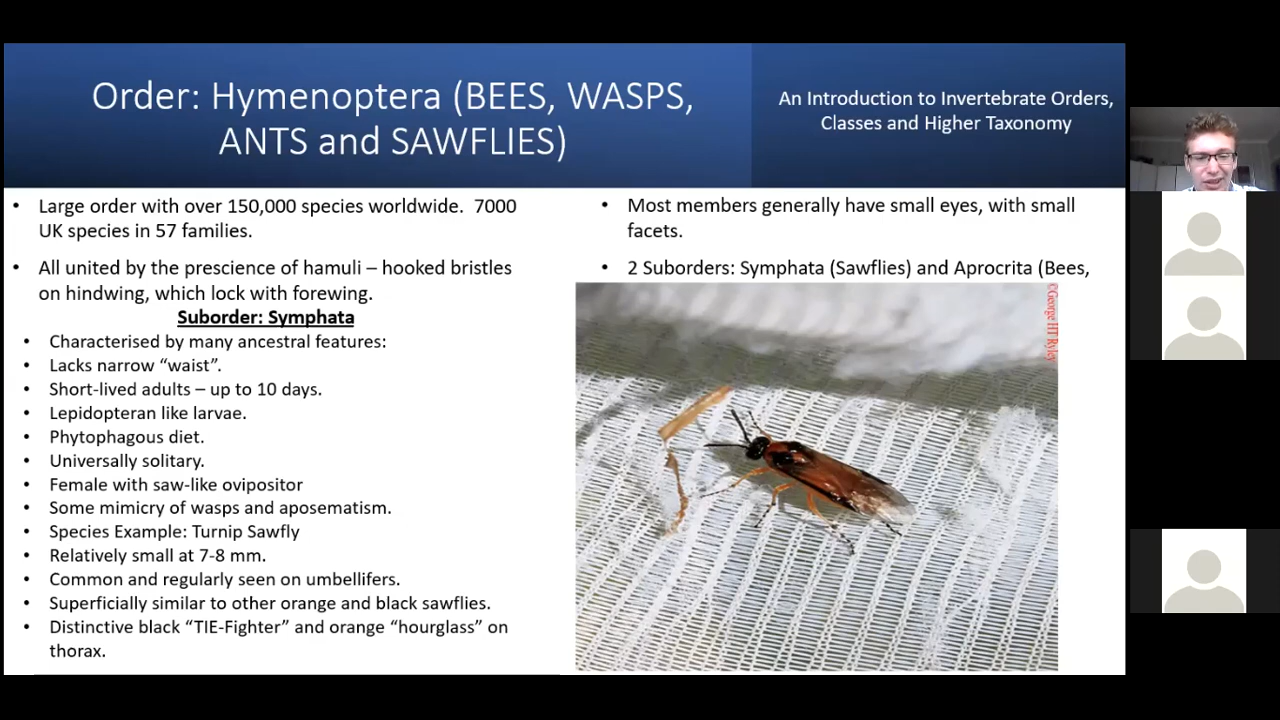 Order: Hymenoptera (BEES, WASPS,
ANTS and SAWFLIES)
An Introduction to Invertebrate Orders,
Classes and Higher Taxonomy
• Large order with over 150,000 species worldwide.  7000
UK species in 57 families.
• All united by the prescience of hamuli – hooked bristles
on hindwing, which lock with forewing.
Suborder: Symphata
• Characterised by many ancestral features:
• Lacks narrow “waist”.
• Short-lived adults – up to 10 days.
• Lepidopteran like larvae.
• Phytophagous diet.
• Universally solitary.
• Female with saw-like ovipositor
• Some mimicry of wasps and aposematism.
• Species Example: Turnip Sawfly
• Relatively small at 7-8 mm.
• Common and regularly seen on umbellifers.
• Superficially similar to other orange and black sawflies.
• Distinctive black “TIE-Fighter” and orange “hourglass” on
thorax.
• Most members generally have small eyes, with small
facets.
• 2 Suborders: Symphata (Sawflies) and Aprocrita (Bees,
©George HT Ryley